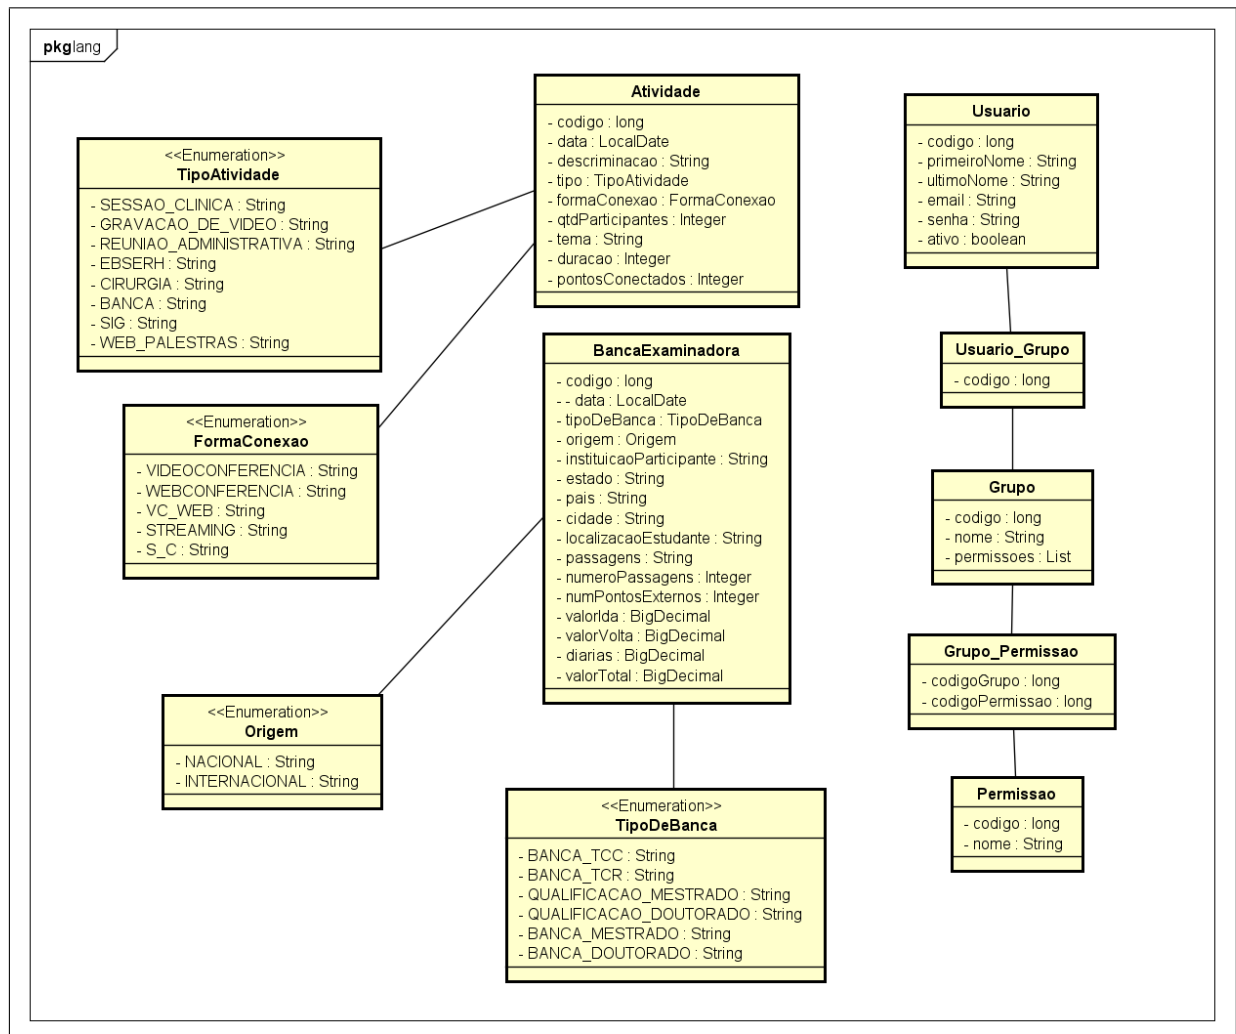 pkg lang
Atividade
- codigo : long
- data : LocalDate
- descriminacao : String
- tipo : TipoAtividade
- formaConexao : FormaConexao
- qtdParticipantes : Integer
- tema : String
- duracao : Integer
- pontosConectados : Integer
Usuario
- codigo : long
- primeiroNome : String
- ultimoNome : String
- email : String
- senha : String
- ativo : boolean
<<Enumeration>>
TipoAtividade
- SESSAO_CLINICA : String
- GRAVACAO_DE_VIDEO : String
- REUNIAO_ADMINISTRATIVA : String
- EBSERH : String
- CIRURGIA : String
- BANCA : String
- SIG : String
- WEB_PALESTRAS : String
BancaExaminadora
- codigo : long
- - data : LocalDate
- tipoDeBanca : TipoDeBanca
- origem : Origem
- instituicaoParticipante : String
- estado : String
- pais : String
- cidade : String
- localizacaoEstudante : String
- passagens : String
- numeroPassagens : Integer
- numPontosExternos : Integer
- valorIda : BigDecimal
- valorVolta : BigDecimal
- diarias : BigDecimal
- valorTotal : BigDecimal
Usuario_Grupo
- codigo : long
<<Enumeration>>
FormaConexao
- VIDEOCONFERENCIA : String
- WEBCONFERENCIA : String
- VC_WEB : String
- STREAMING : String
- S_C : String
Grupo
- codigo : long
- nome : String
- permissoes : List
Grupo_Permissao
- codigoGrupo : long
- codigoPermissao : long
<<Enumeration>>
Origem
- NACIONAL : String
- INTERNACIONAL : String
Permissao
- codigo : long
- nome : String
<<Enumeration>>
TipoDeBanca
- BANCA_TCC : String
- BANCA_TCR : String
- QUALIFICACAO_MESTRADO : String
- QUALIFICACAO_DOUTORADO : String
- BANCA_MESTRADO : String
- BANCA_DOUTORADO : String